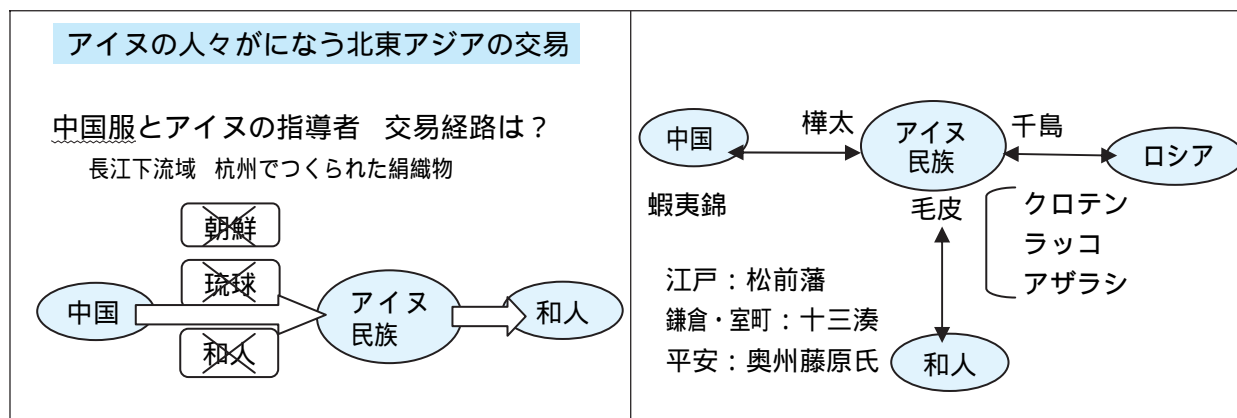 アイヌの人々がになう北東アジアの交易
中国服とアイヌの指導者 交易経路は?
長江下流域 杭州でつくられた絹織物
朝鮮
琉球
中国
アイヌ
民族
和人
和人
中国
樺太
アイヌ
民族
千島
ロシア
蝦夷錦
毛皮
クロテン
ラッコ
アザラシ
江戸:松前藩
鎌倉・室町:十三湊
平安:奥州藤原氏
和人